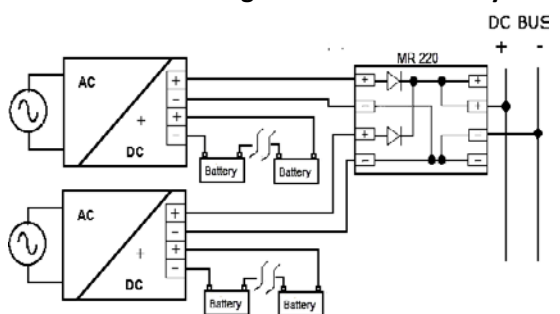 DC BUS
+ -
MR 220
AC
+
DC
+
-
+
-
Battery
Battery
+
-
+
-
+
+
-
-
AC
+
DC
+
-
+
-
Battery
Battery